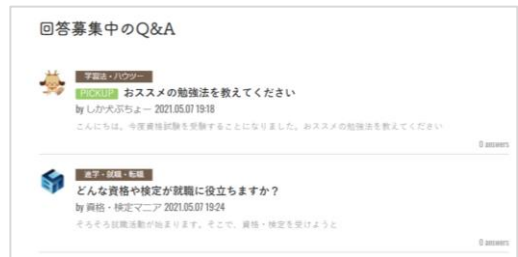 回答募集中のQ&A
学習法・ハウツー
PICKUP おススメの勉強法を教えてください
by しか犬ぶちょー 2021.05.07 19:18
こんにちは。今度資格試験を受験することになりました。おススメの勉強法を教えてください
0 answers
進学・就職・転職
どんな資格や検定が就職に役立ちますか？
by 資格・検定マニア 2021.05.07 19:24
そろそろ就職活動が始まります。そこで、資格・検定を受けようと
0 answers